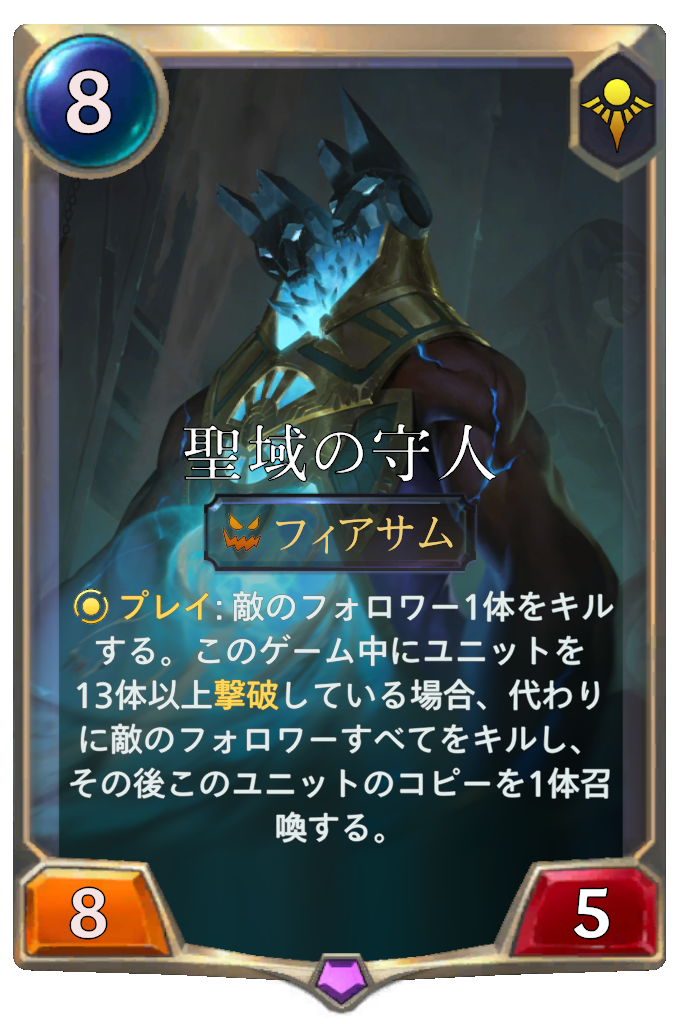 8
聖域の守人
フィアサム
プレイ: 敵のフォロワー1体をキル
する。このゲーム中にユニットを
13体以上撃破している場合、代わり
に敵のフォロワーすべてをキルし、
その後このユニットのコピーを1体召
喚する。
8
5